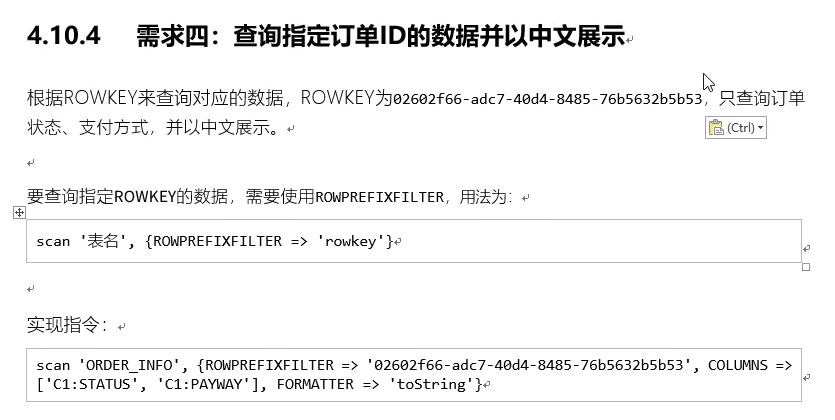 4.10.4 需求四：查询指定订单ID的数据并以中文展示
根据ROWKEY来查询对应的数据，ROWKEY为02602f66-adc7-40d4-8485-76b5632b5b53，只查询订单
状态、支付方式，并以中文展示。
(Ctrl)
要查询指定ROWKEY的数据，需要使用ROWPREFIXFILTER，用法为：
scan '表名', {ROWPREFIXFILTER => 'rowkey'}
实现指令：
scan 'ORDER_INFO', {ROWPREFIXFILTER => '02602f66-adc7-40d4-8485-76b5632b5b53', COLUMNS =>
['C1:STATUS', 'C1:PAYWAY'], FORMATTER => 'toString'}